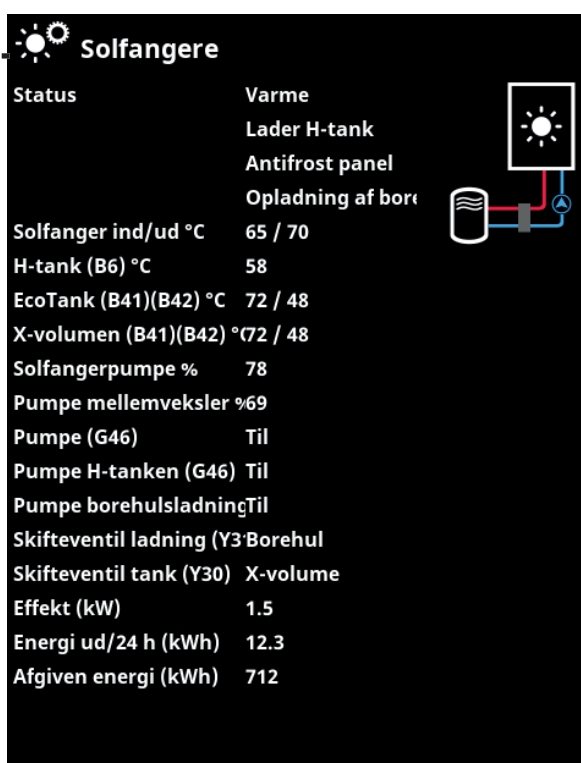 Solfangere
Status Varme
Lader H-tank
Antifrost panel
Opladning af bore
Solfanger ind/ud °C 65 / 70
H-tank (B6) °C 58
EcoTank (B41)(B42) °C 72 / 48
X-volumen (B41)(B42) °C 72 / 48
Solfangerpumpe % 78
Pumpe mellemveksler % 69
Pumpe (G46) Til
Pumpe H-tanken (G46) Til
Pumpe borehulsladning Til
Skifteventil ladning (Y31 Borehul
Skifteventil tank (Y30) X-volume
Effekt (kW) 1.5
Energi ud/24 h (kWh) 12.3
Afgiven energi (kWh) 712